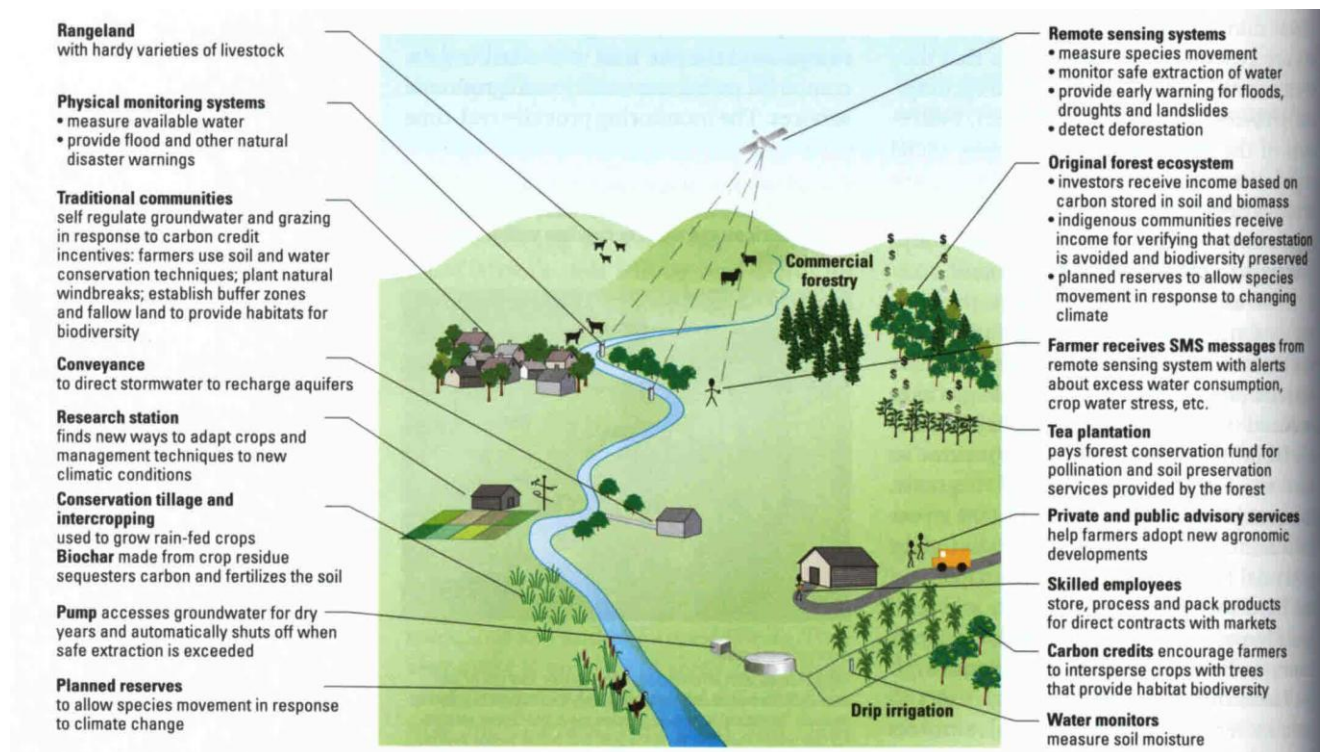 Rangeland
with hardy varieties of livestock
Physical monitoring systems
• measure available water
• provide flood and other natural
disaster warnings
Traditional communities
self regulate groundwater and grazing
in response to carbon credit
incentives: farmers use soil and water
conservation techniques; plant natural
windbreaks; establish buffer zones
and fallow land to provide habitats for
biodiversity
Conveyance
to direct stormwater to recharge aquifers
Research station
finds new ways to adapt crops and
management techniques to new
climatic conditions
Conservation tillage and
intercropping
used to grow rain-fed crops
Biochar made from crop residue
sequesters carbon and fertilizes the soil
Pump accesses groundwater for dry
years and automatically shuts off when
safe extraction is exceeded
Planned reserves
to allow species movement in response
to climate change
Commercial
forestry
$ $
$ $
$ $
$ $
$ $
$ $
Drip irrigation
Remote sensing systems
• measure species movement
• monitor safe extraction of water
• provide early warning for floods,
droughts and landslides
• detect deforestation
Original forest ecosystem
• investors receive income based on
carbon stored in soil and biomass
• indigenous communities receive
income for verifying that deforestation
is avoided and biodiversity preserved
• planned reserves to allow species
movement in response to changing
climate
Farmer receives SMS messages from
remote sensing system with alerts
about excess water consumption,
crop water stress, etc.
Tea plantation
pays forest conservation fund for
pollination and soil preservation
services provided by the forest
Private and public advisory services
help farmers adopt new agronomic
developments
Skilled employees
store, process and pack products
for direct contracts with markets
Carbon credits encourage farmers
to intersperse crops with trees
that provide habitat biodiversity
Water monitors
measure soil moisture